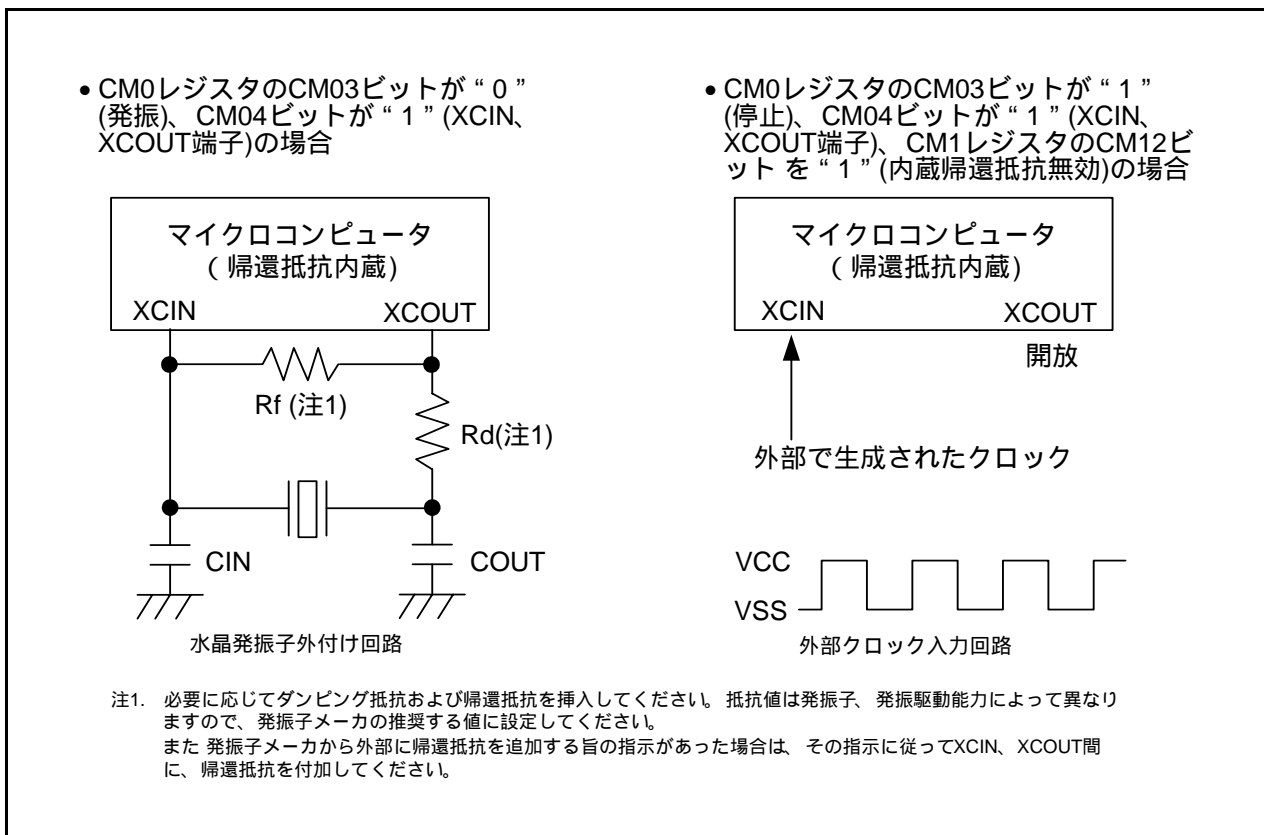 • CM0レジスタのCM03ビットが“ 0 ”
(発振)、CM04ビットが“ 1 ” (XCIN、
XCOUT端子)の場合
マイクロコンピュータ
( 帰還抵抗内蔵)
XCIN
XCOUT
Rf (注1)
Rd(注1)
CIN
COUT
水晶発振子外付け回路
• CM0レジスタのCM03ビットが“ 1 ”
(停止)、CM04ビットが“ 1 ” (XCIN、
XCOUT端子)、CM1レジスタのCM12ビ
ット を“ 1 ” (内蔵帰還抵抗無効)の場合
マイクロコンピュータ
( 帰還抵抗内蔵)
XCIN
XCOUT
開放
外部で生成されたクロック
VCC
VSS
外部クロック入力回路
注1. 必要に応じてダンピング抵抗および帰還抵抗を挿入してください。抵抗値は発振子、発振駆動能力によって異なり
ますので、発振子メーカの推奨する値に設定してください。
また 発振子メーカから外部に帰還抵抗を追加する旨の指示があった場合は、その指示に従ってXCIN、XCOUT間
に、帰還抵抗を付加してください。